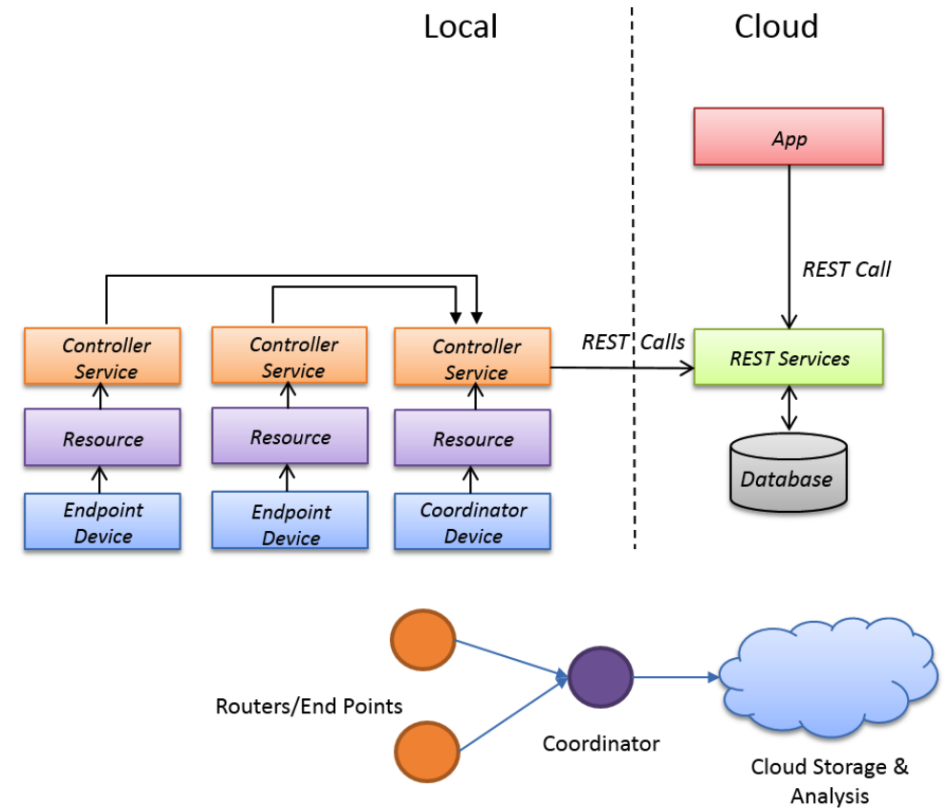 Local
Cloud
App
REST Call
REST Calls
Controller
Service
Controller
Service
Controller
Service
REST Services
Resource
Resource
Resource
Database
Endpoint
Device
Endpoint
Device
Coordinator
Device
Routers/End Points
Coordinator
Cloud Storage &
Analysis